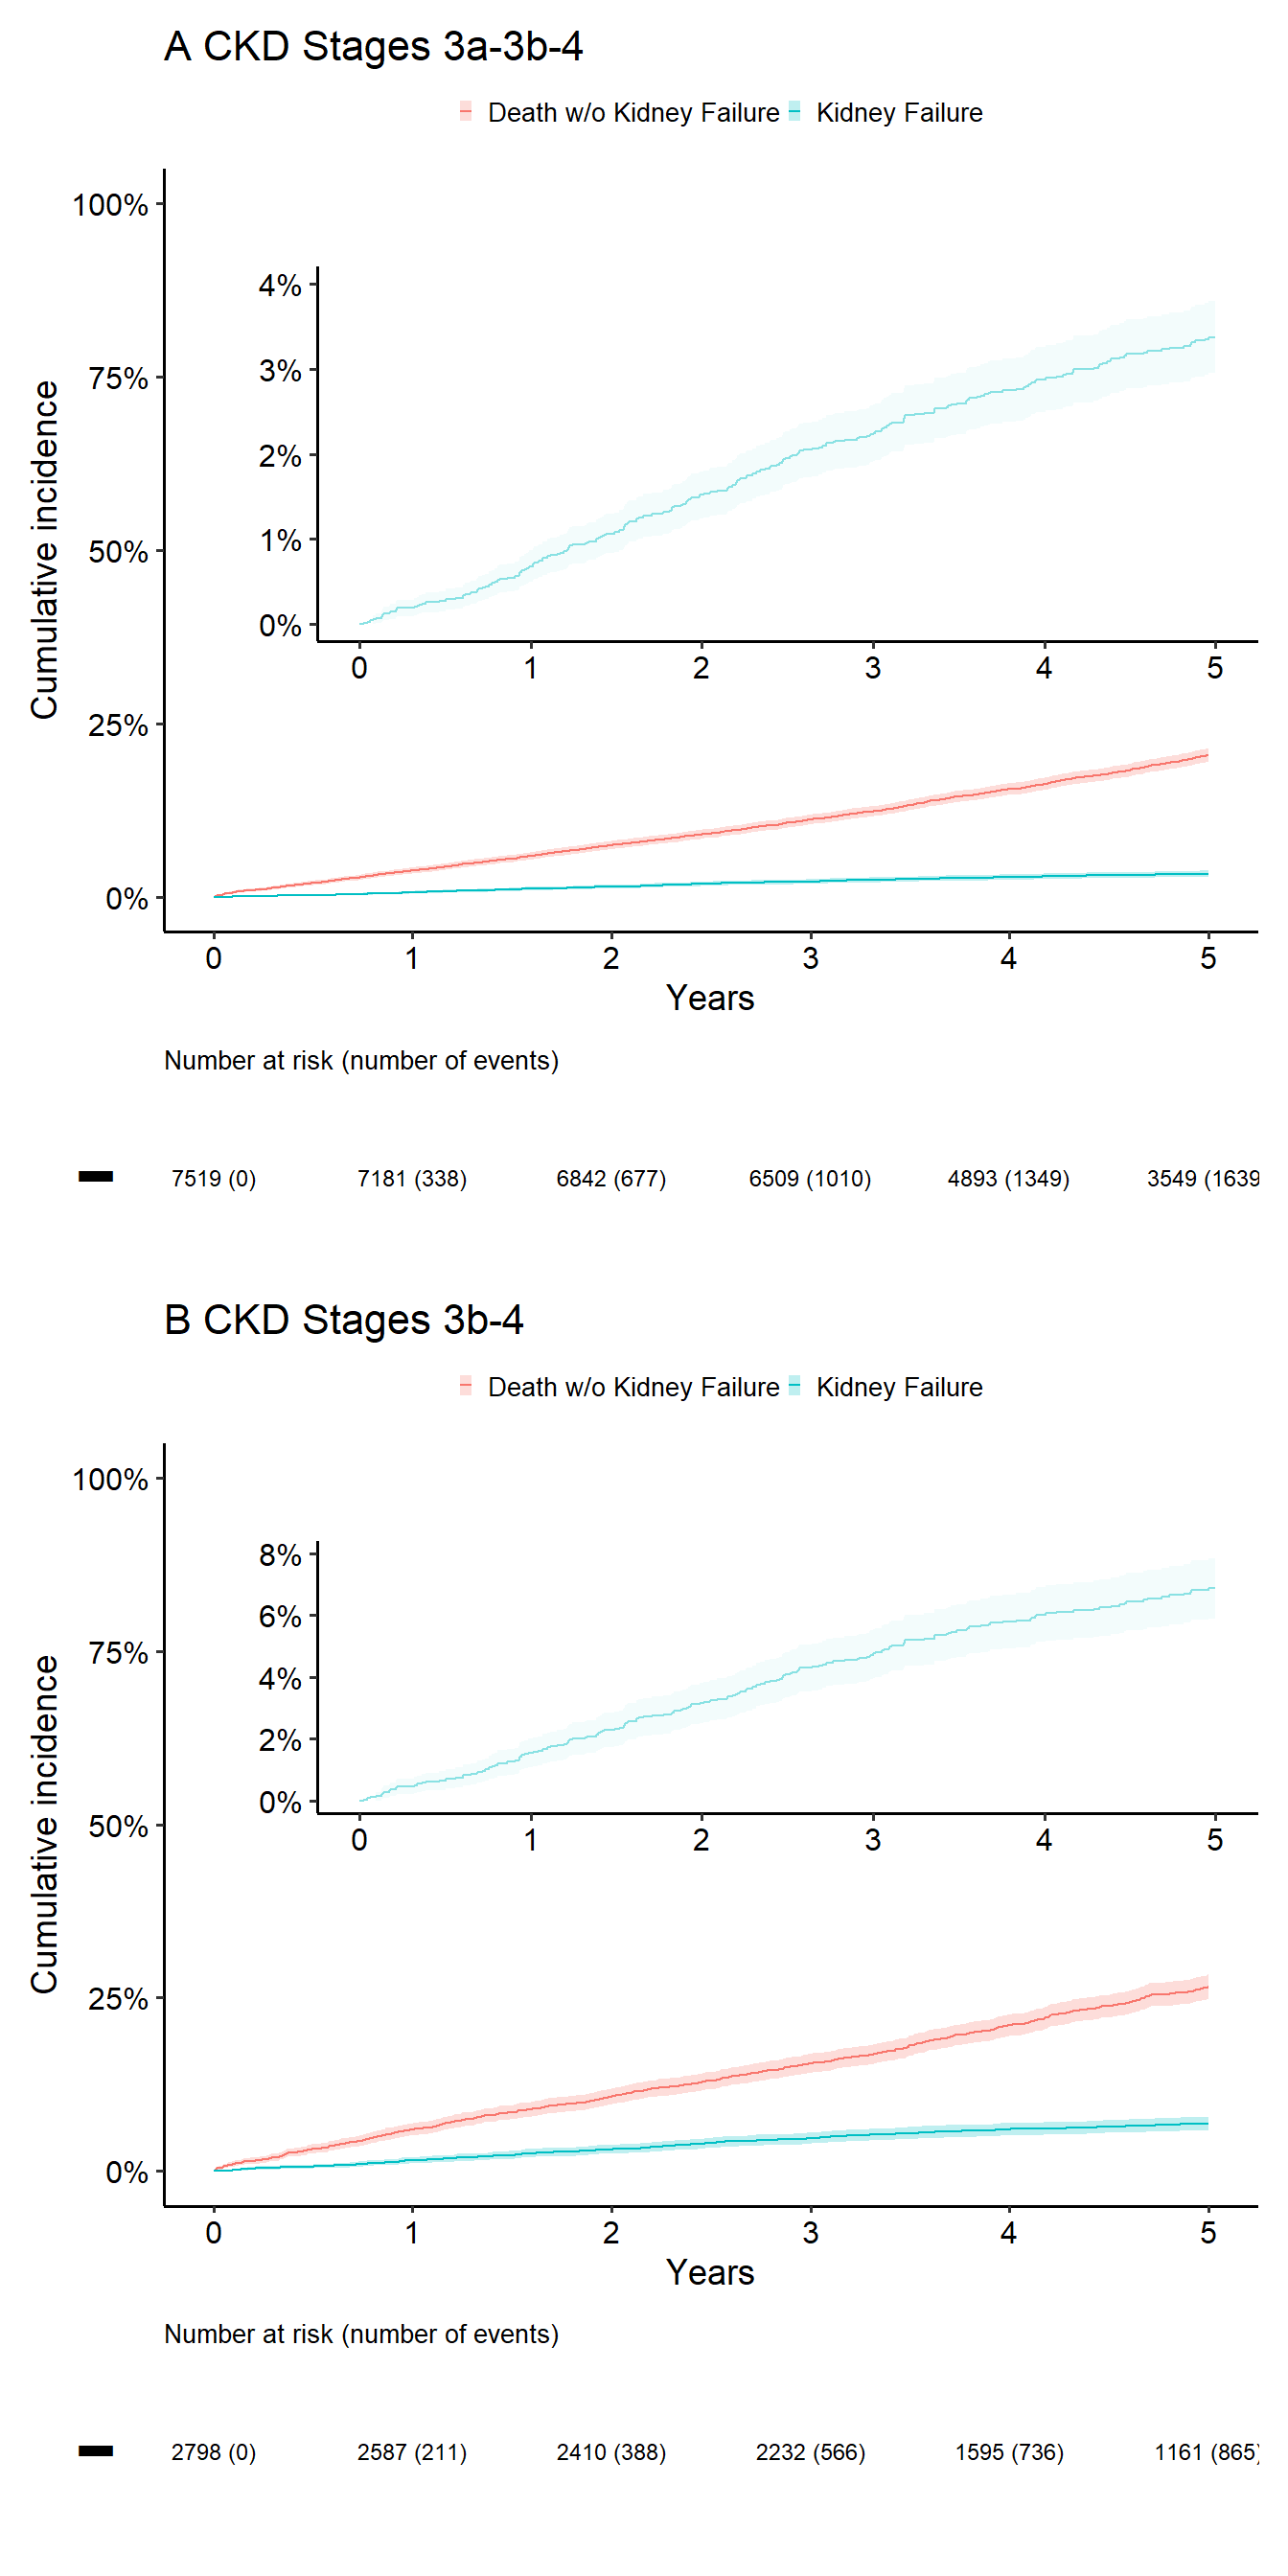 A CKD Stages 3a-3b-4
Death w/o Kidney Failure Kidney Failure
100%
75%
50%
25%
0%
Cumulative incidence
4%
3%
2%
1%
0%
0 1 2 3 4 5
0 1 2 3 4 5
Years
Number at risk (number of events)
7519 (0) 7181 (338) 6842 (677) 6509 (1010) 4893 (1349) 3549 (1639
B CKD Stages 3b-4
Death w/o Kidney Failure Kidney Failure
100%
75%
50%
25%
0%
Cumulative incidence
8%
6%
4%
2%
0%
0 1 2 3 4 5
0 1 2 3 4 5
Years
Number at risk (number of events)
2798 (0) 2587 (211) 2410 (388) 2232 (566) 1595 (736) 1161 (865)